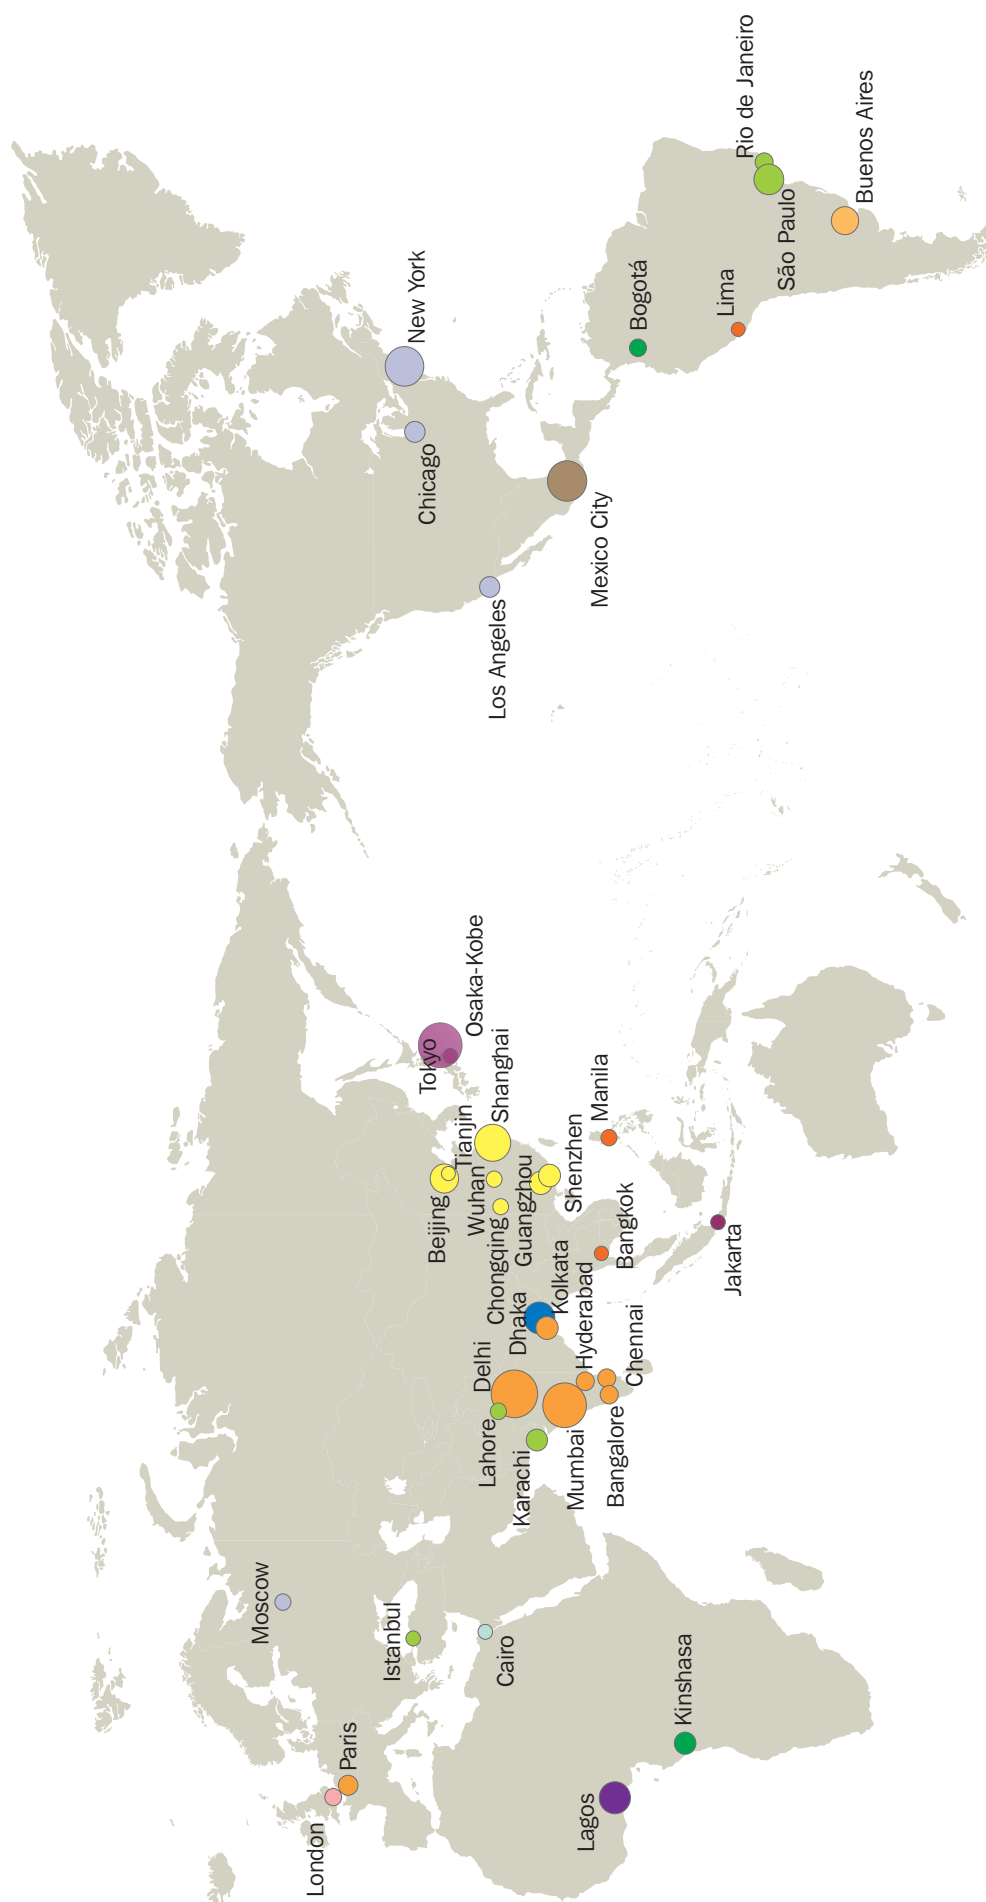 London
Paris
Moscow
Istanbul
Cairo
Lagos
Kinshasa
Lahore
Karachi
Delhi
Mumbai
Bangalore
Hyderabad
Chennai
Dhaka
Kolkata
Chongqing
Beijing
Wuhan
Tianjin
Guangzhou
Shenzhen
Shanghai
Bangkok
Jakarta
Manila
Tokyo
Osaka-Kobe
Los Angeles
Chicago
New York
Mexico City
Bogotá
Lima
São Paulo
Rio de Janeiro
Buenos Aires